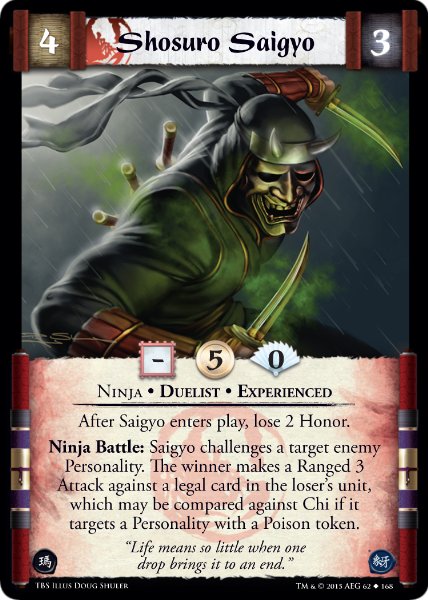 4 Shosuro Saigyo 3
- 5 0
Ninja • Duelist • Experienced
After Saigyo enters play, lose 2 Honor.
Ninja Battle: Saigyo challenges a target enemy
Personality. The winner makes a Ranged 3
Attack against a legal card in the loser's unit,
which may be compared against Chi if it
targets a Personality with a Poison token.
"Life means so little when one
drop brings it to an end."
TBS Illus Doug Shuler
TM & © 2015 AEG 62 ◆ 168